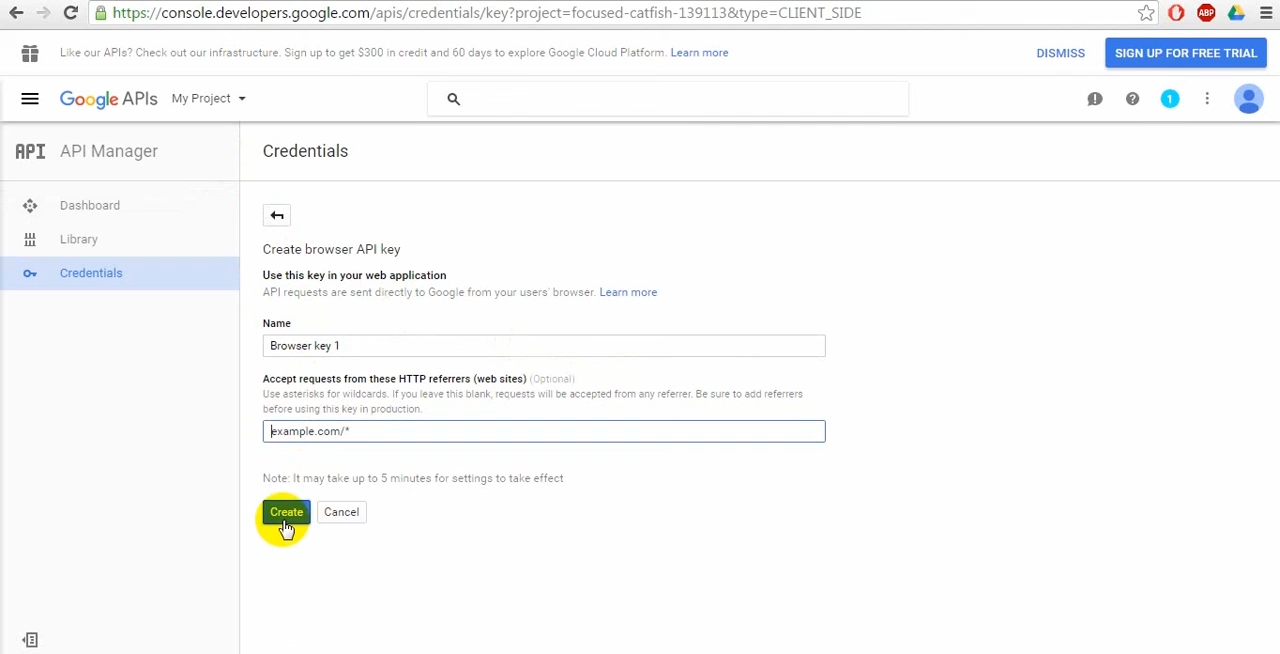 https://console.developers.google.com/apis/credentials/key?project=focused-catfish-139113&type=CLIENT_SIDE
ABP
Like our APIs? Check out our infrastructure. Sign up to get $300 in credit and 60 days to explore Google Cloud Platform. Learn more
DISMISS
SIGN UP FOR FREE TRIAL
Google APIs
My Project
1
API API Manager
Credentials
Dashboard
Library
Credentials
Create browser API key
Use this key in your web application
API requests are sent directly to Google from your users' browser. Learn more
Name
Browser key 1
Accept requests from these HTTP referrers (web sites) (Optional)
Use asterisks for wildcards. If you leave this blank, requests will be accepted from any referrer. Be sure to add referrers
before using this key in production.
example.com/*
Note: It may take up to 5 minutes for settings to take effect
Create
Cancel